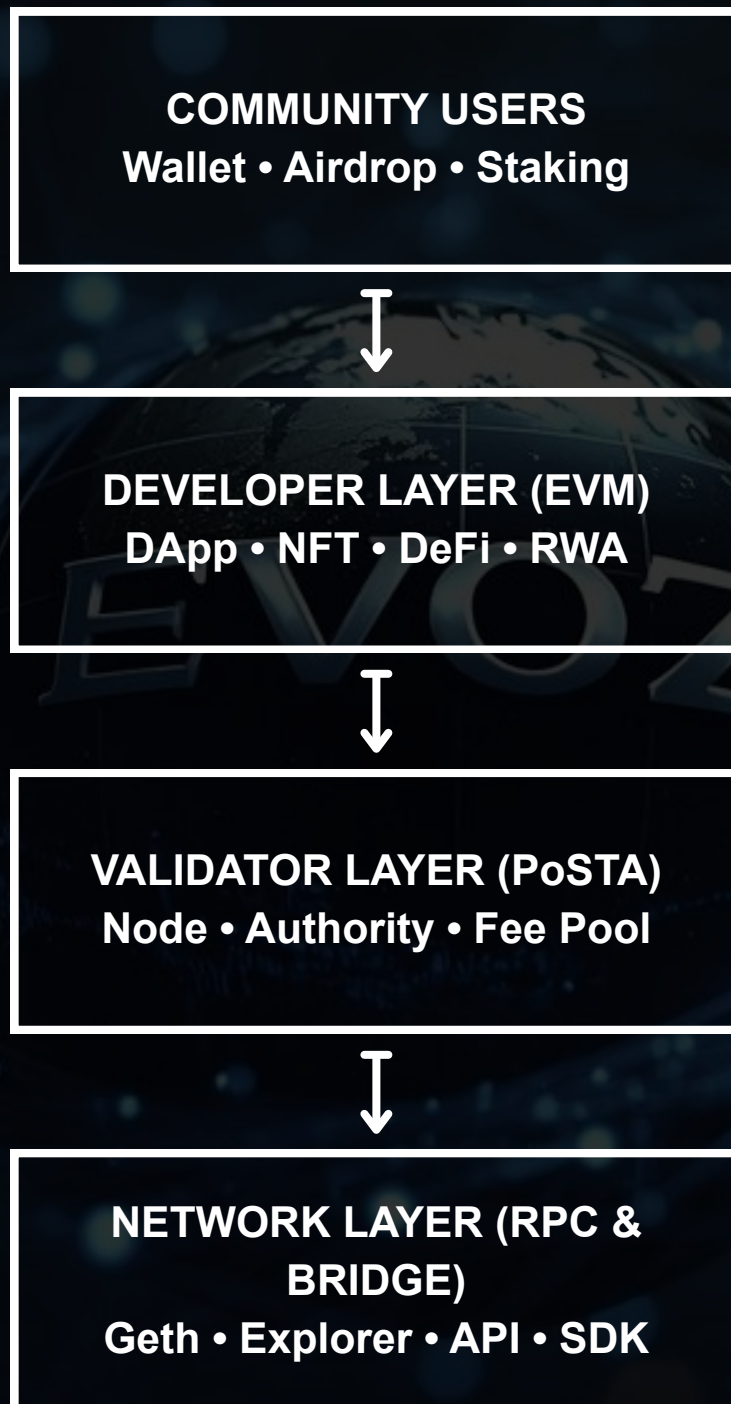 COMMUNITY USERS
Wallet • Airdrop • Staking
DEVELOPER LAYER (EVM)
DApp • NFT • DeFi • RWA
EVOZ
VALIDATOR LAYER (PoSTA)
Node • Authority • Fee Pool
NETWORK LAYER (RPC &
BRIDGE)
Geth • Explorer • API • SDK